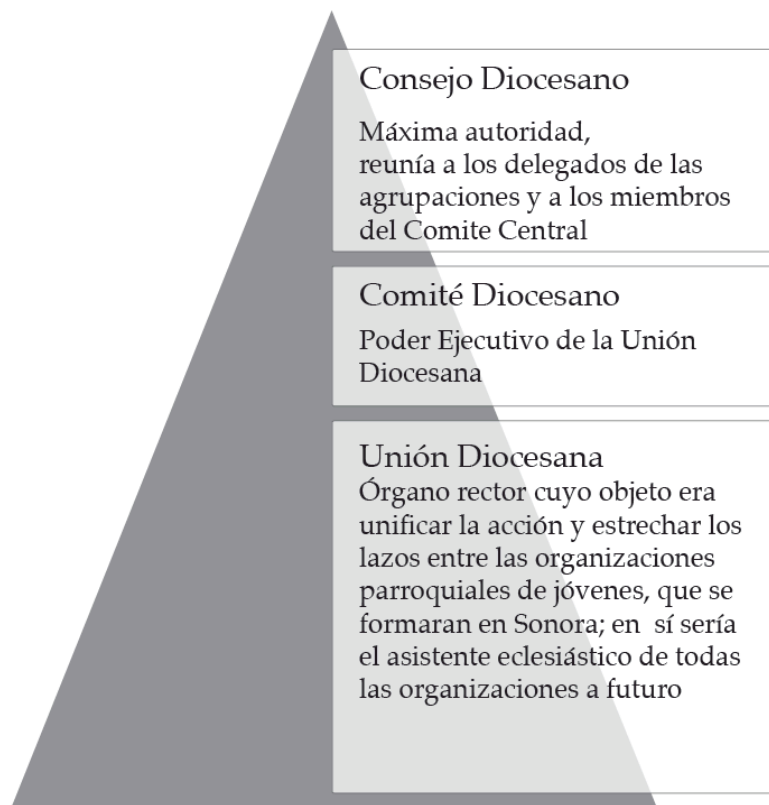 Consejo Diocesano
Máxima autoridad,
reunía a los delegados de las
agrupaciones y a los miembros
del Comite Central
Comité Diocesano
Poder Ejecutivo de la Unión
Diocesana
Unión Diocesana
Órgano rector cuyo objeto era
unificar la acción y estrechar los
lazos entre las organizaciones
parroquiales de jóvenes, que se
formaran en Sonora; en sí sería
el asistente eclesiástico de todas
las organizaciones a futuro